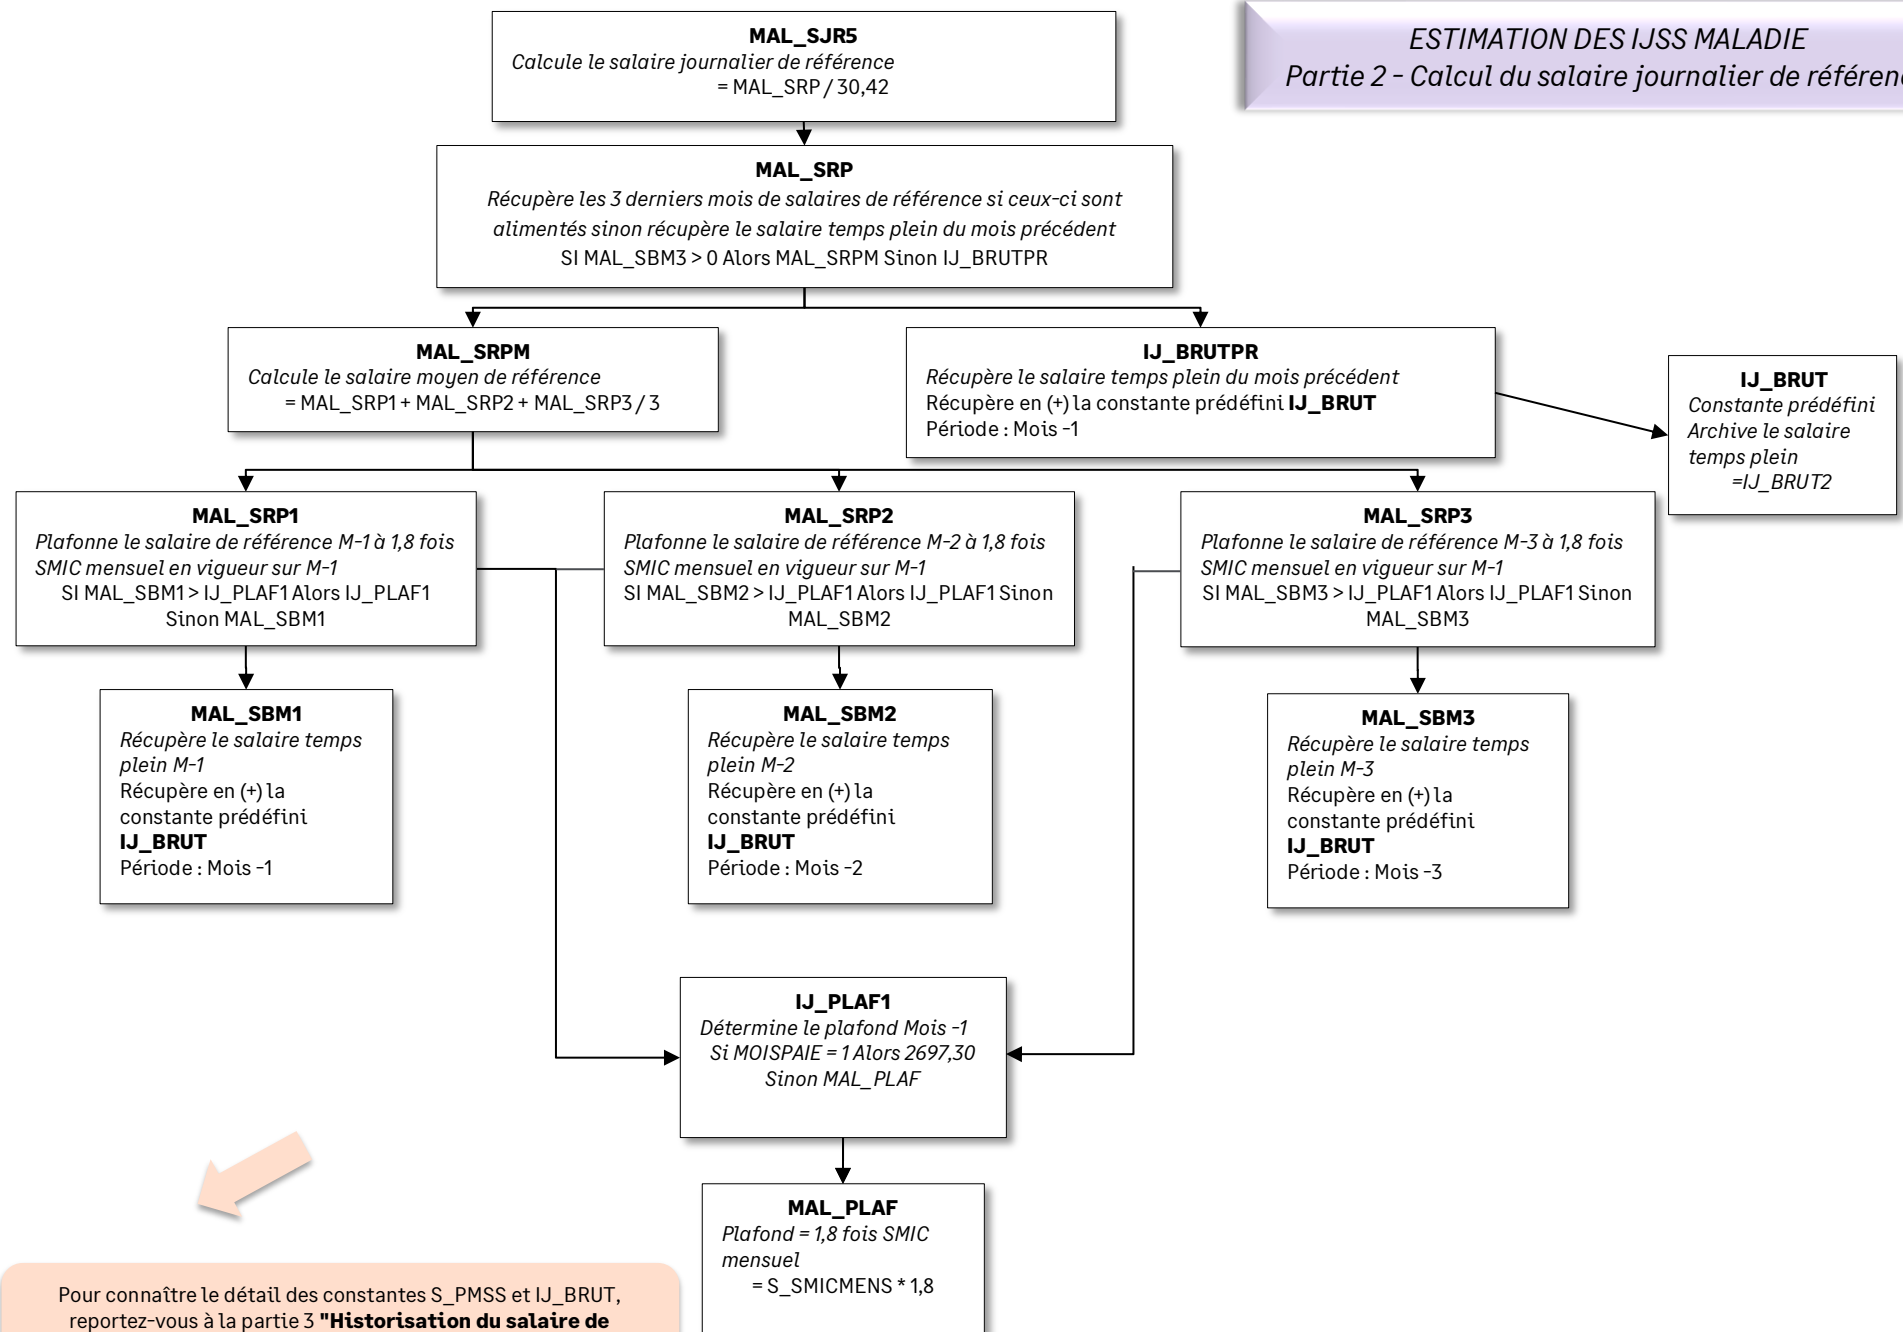 ESTIMATION DES IJSS MALADIE
Partie 2 - Calcul du salaire journalier de référen
MAL_SJR5
Calcule le salaire journalier de référence
= MAL_SRP / 30,42
MAL_SRP
Récupère les 3 derniers mois de salaires de référence si ceux-ci sont
alimentés sinon récupère le salaire temps plein du mois précédent
SI MAL_SBM3 > 0 Alors MAL_SRPM Sinon IJ_BRUTPR
MAL_SRPM
Calcule le salaire moyen de référence
= MAL_SRP1 + MAL_SRP2 + MAL_SRP3 / 3
IJ_BRUTPR
Récupère le salaire temps plein du mois précédent
Récupère en (+) la constante prédéfini IJ_BRUT
Période : Mois -1
IJ_BRUT
Constante prédéfini
Archive le salaire
temps plein
=IJ_BRUT2
MAL_SRP1
Plafonne le salaire de référence M-1 à 1,8 fois
SMIC mensuel en vigueur sur M-1
SI MAL_SBM1 > IJ_PLAF1 Alors IJ_PLAF1
Sinon MAL_SBM1
MAL_SRP2
Plafonne le salaire de référence M-2 à 1,8 fois
SMIC mensuel en vigueur sur M-1
SI MAL_SBM2 > IJ_PLAF1 Alors IJ_PLAF1 Sinon
MAL_SBM2
MAL_SRP3
Plafonne le salaire de référence M-3 à 1,8 fois
SMIC mensuel en vigueur sur M-1
SI MAL_SBM3 > IJ_PLAF1 Alors IJ_PLAF1 Sinon
MAL_SBM3
MAL_SBM1
Récupère le salaire temps
plein M-1
Récupère en (+) la
constante prédéfini
IJ_BRUT
Période : Mois -1
MAL_SBM2
Récupère le salaire temps
plein M-2
Récupère en (+) la
constante prédéfini
IJ_BRUT
Période : Mois -2
MAL_SBM3
Récupère le salaire temps
plein M-3
Récupère en (+) la
constante prédéfini
IJ_BRUT
Période : Mois -3
IJ_PLAF1
Détermine le plafond Mois -1
Si MOISPAIE = 1 Alors 2697,30
Sinon MAL_PLAF
MAL_PLAF
Plafond = 1,8 fois SMIC
mensuel
= S_SMICMENS * 1,8
Pour connaître le détail des constantes S_PMSS et IJ_BRUT,
reportez-vous à la partie 3 "Historisation du salaire de